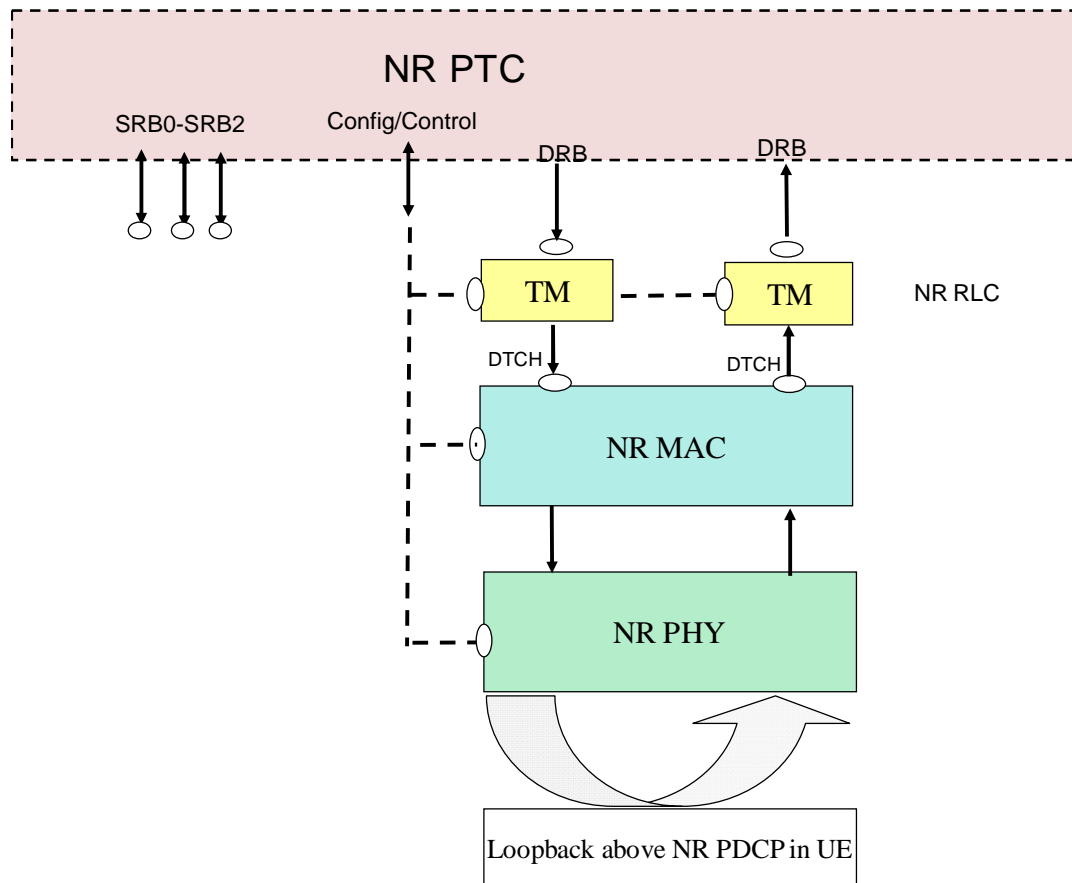 NR PTC
SRB0-SRB2
Config/Control
DRB
DRB
TM
TM
NR RLC
DTCH
DTCH
NR MAC
NR PHY
Loopback above NR PDCP in UE